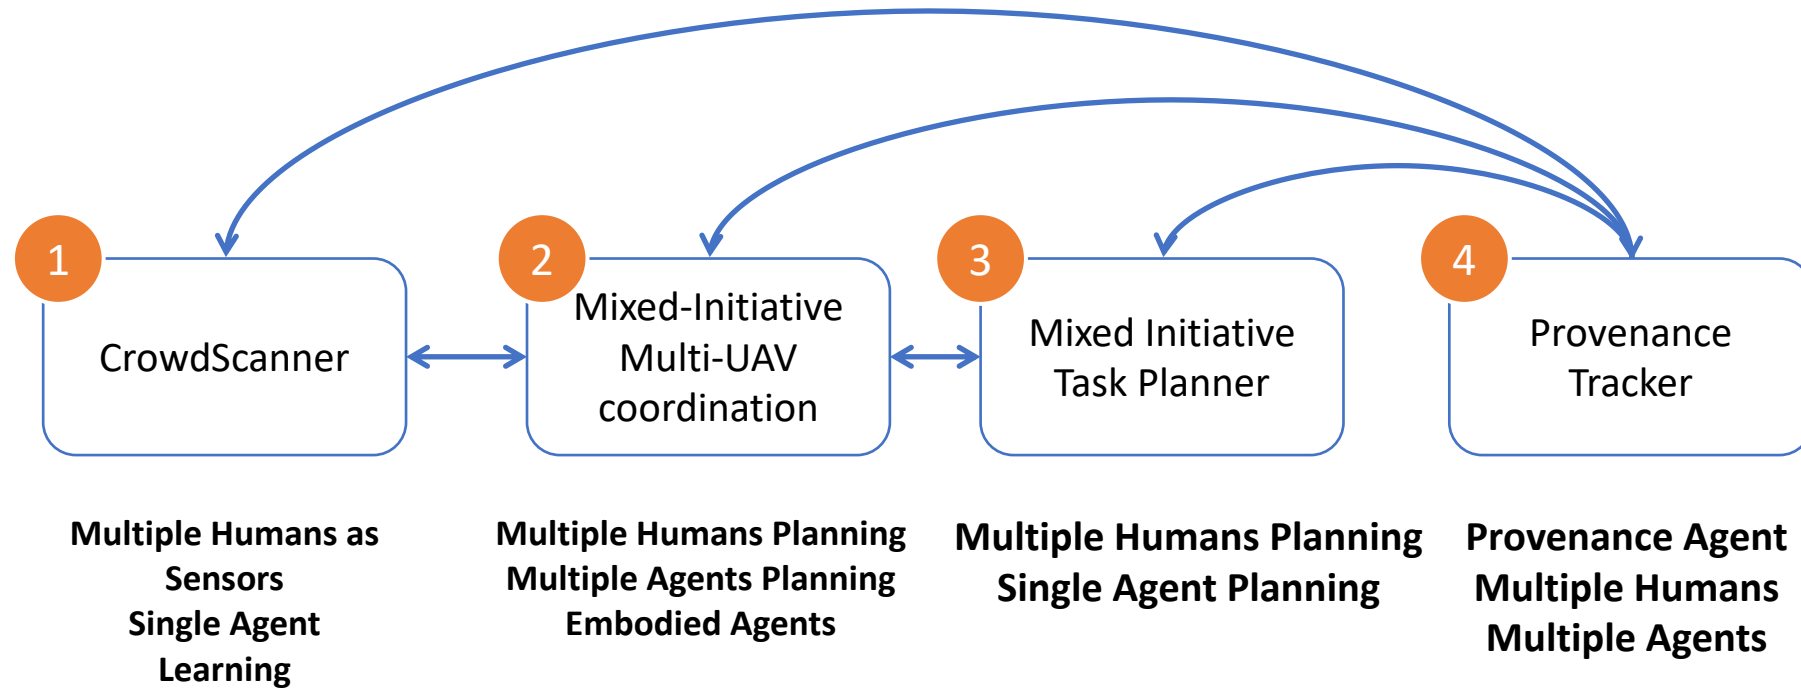 1
CrowdScanner
2
Mixed-Initiative
Multi-UAV
coordination
3
Mixed Initiative
Task Planner
4
Provenance
Tracker
Multiple Humans as
Sensors
Single Agent
Learning
Multiple Humans Planning
Multiple Agents Planning
Embodied Agents
Multiple Humans Planning
Single Agent Planning
Provenance Agent
Multiple Humans
Multiple Agents